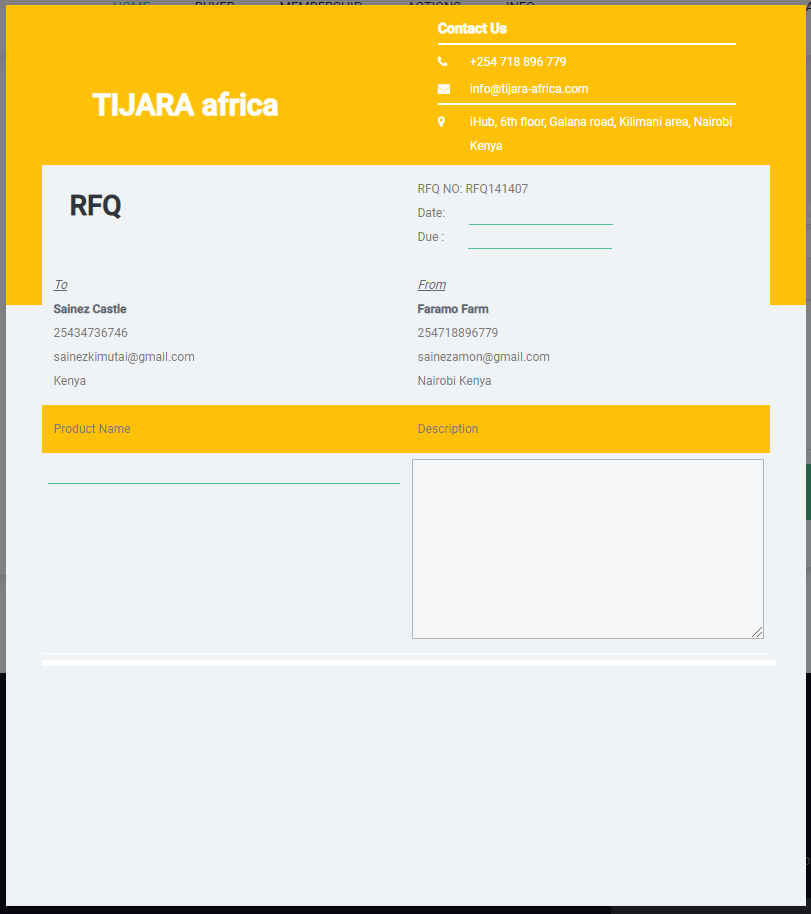 HOME BUYER MEMBERSHIP ACTIONS INFO
Contact Us
+254 718 896 779
info@tijara-africa.com
TIJARA africa
iHub, 6th floor, Galana road, Kilimani area, Nairobi
Kenya
RFQ
RFQ NO: RFQ141407
Date:
Due :
To
Sainez Castle
25434736746
sainezkimutai@gmail.com
Kenya
From
Faramo Farm
254718896779
sainezamon@gmail.com
Nairobi Kenya
Product Name
Description